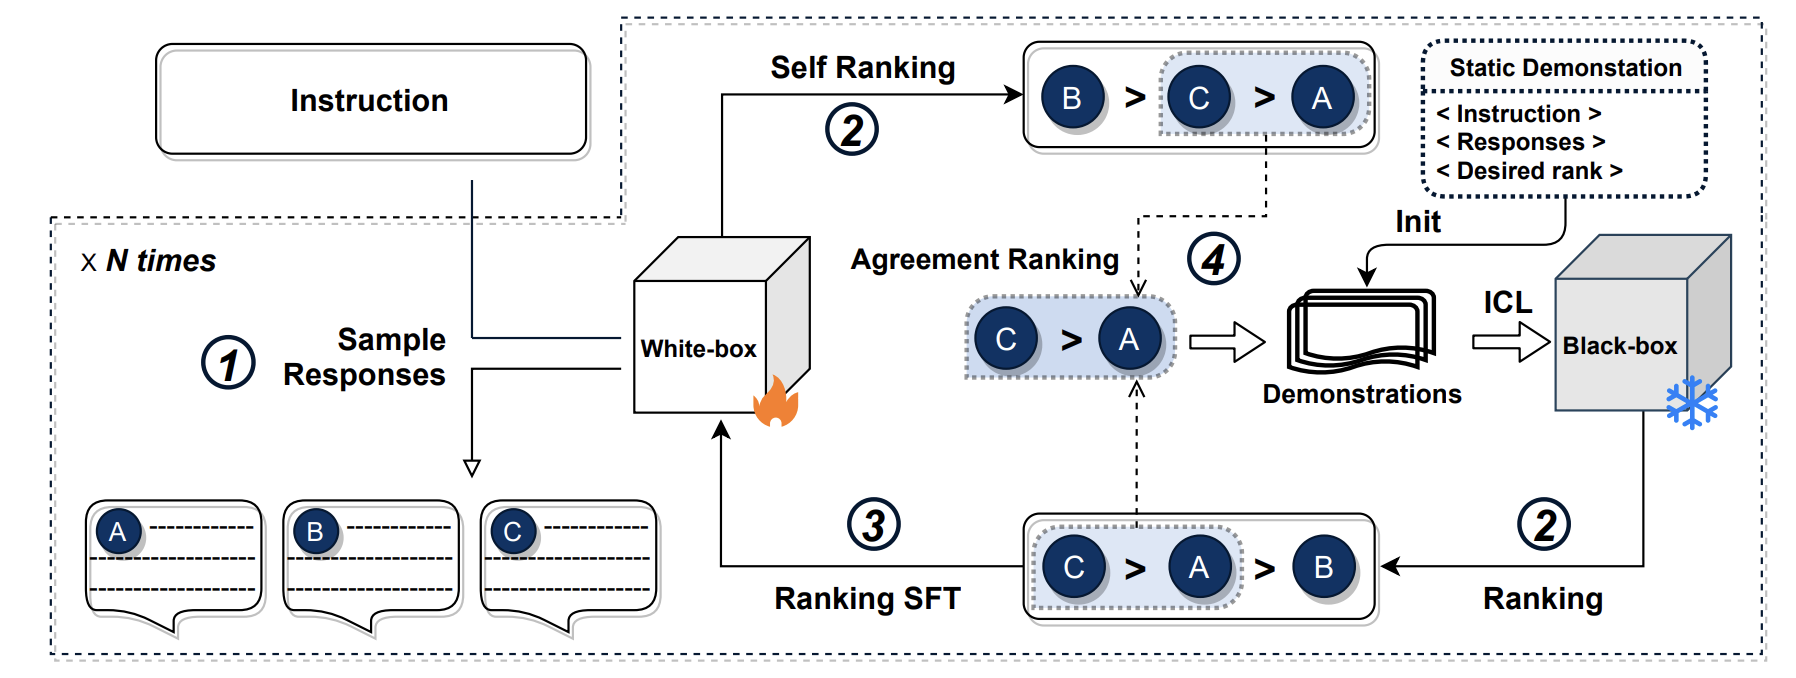 Instruction
Self Ranking
2
B > C > A
Static Demonstation
< Instruction >
< Responses >
< Desired rank >
x N times
Init
Agreement Ranking
4
1
Sample
Responses
White-box
C > A
Demonstrations
ICL
Black-box
A
B
C
3
Ranking SFT
C > A > B
2
Ranking